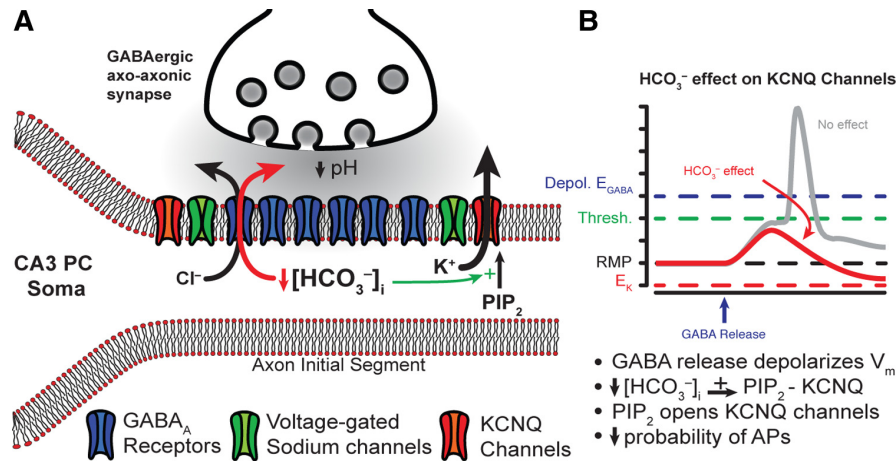 A
GABAergic
axo-axonic
synapse
↓ pH
CA3 PC
Soma
Cl⁻
↓ [HCO₃⁻]ᵢ
K⁺
+
PIP₂
Axon Initial Segment
GABA_A
Receptors
Voltage-gated
Sodium channels
KCNQ
Channels
B
HCO₃⁻ effect on KCNQ Channels
No effect
HCO₃⁻ effect
Depol. E_GABA
Thresh.
RMP
E_K
GABA Release
• GABA release depolarizes V_m
• ↓ [HCO₃⁻]ᵢ +→ PIP₂ - KCNQ
• PIP₂ opens KCNQ channels
• ↓ probability of APs